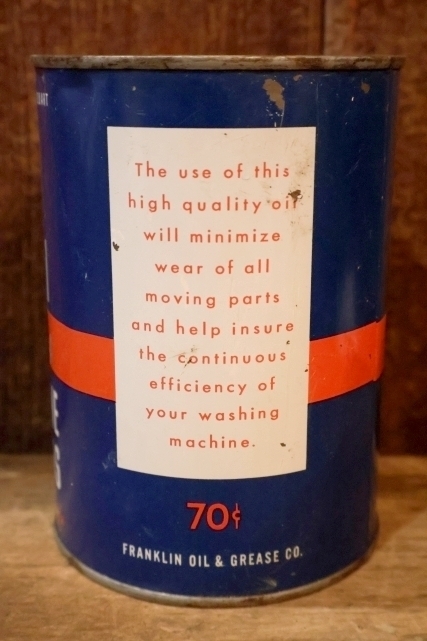 The use of this
high quality oil
will minimize
wear of all
moving parts
and help insure
the continuous
efficiency of
your washing
machine.
70¢
FRANKLIN OIL & GREASE CO.